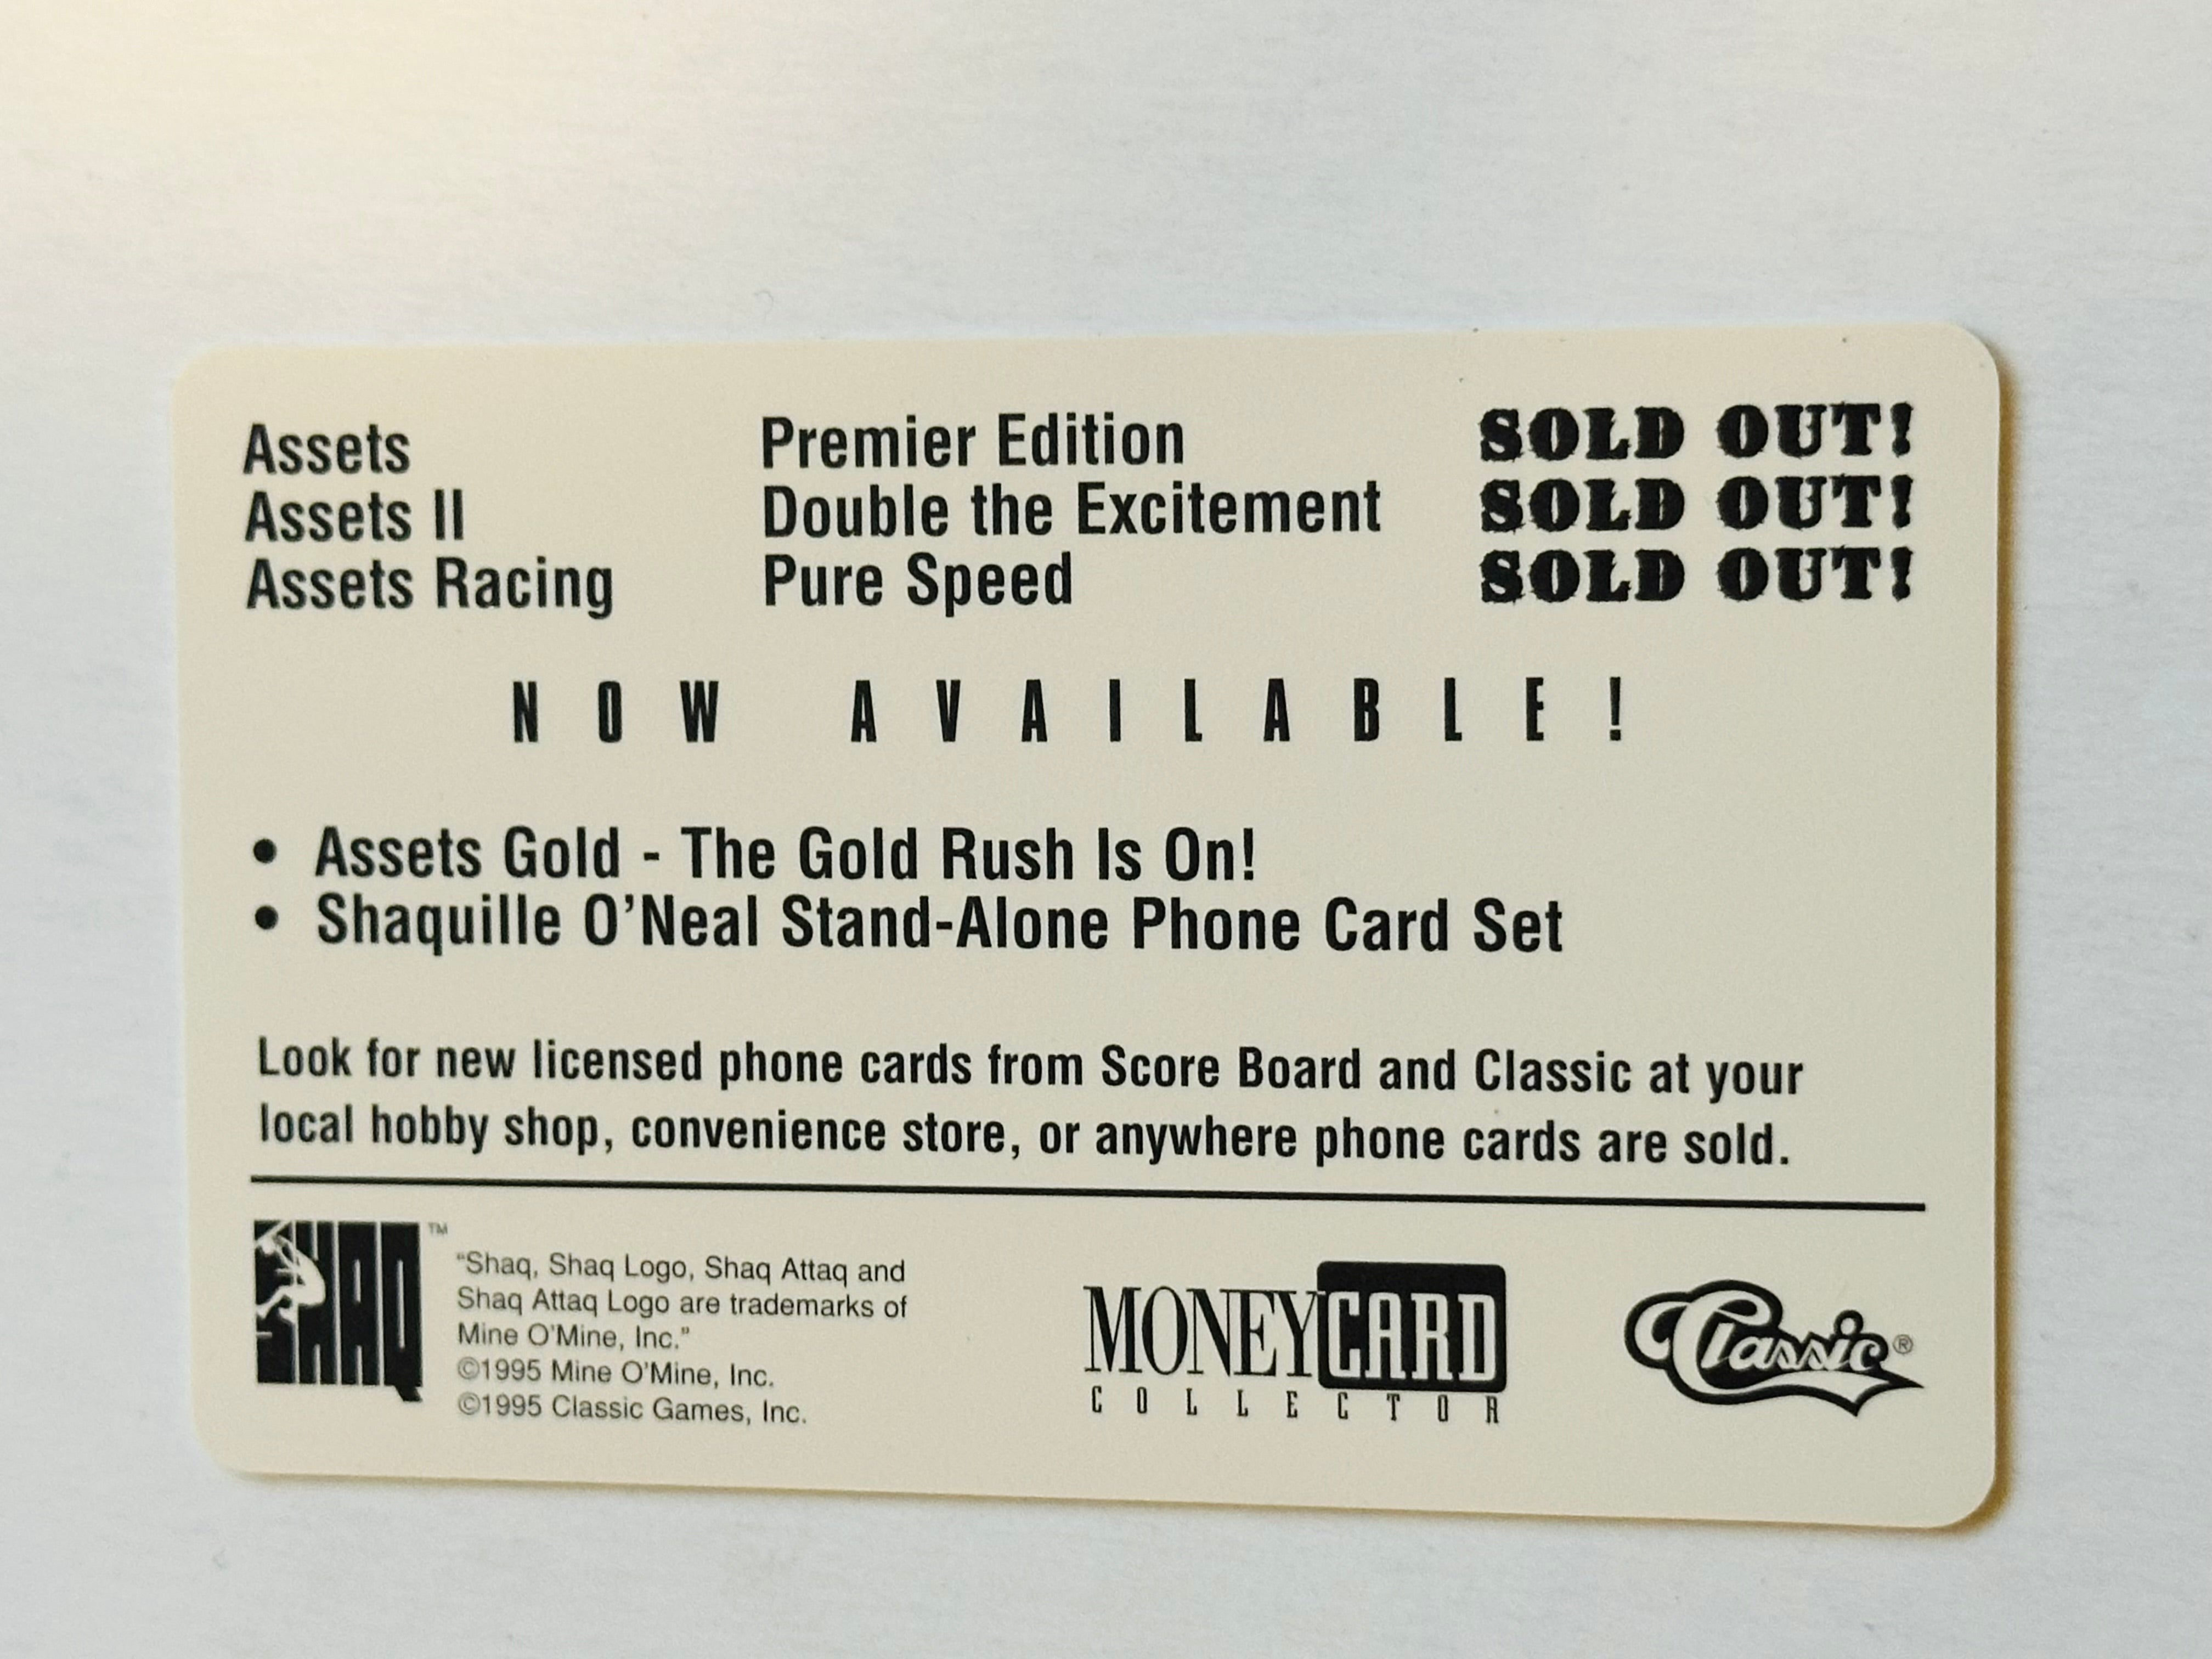 Assets Premier Edition SOLD OUT!
Assets II Double the Excitement SOLD OUT!
Assets Racing Pure Speed SOLD OUT!
NOW AVAILABLE!
• Assets Gold - The Gold Rush Is On!
• Shaquille O'Neal Stand-Alone Phone Card Set
Look for new licensed phone cards from Score Board and Classic at your
local hobby shop, convenience store, or anywhere phone cards are sold.
SHAQ™
"Shaq, Shaq Logo, Shaq Attaq and
Shaq Attaq Logo are trademarks of
Mine O'Mine, Inc."
©1995 Mine O'Mine, Inc.
©1995 Classic Games, Inc.
MONEYCARD
COLLECTOR
Classic®